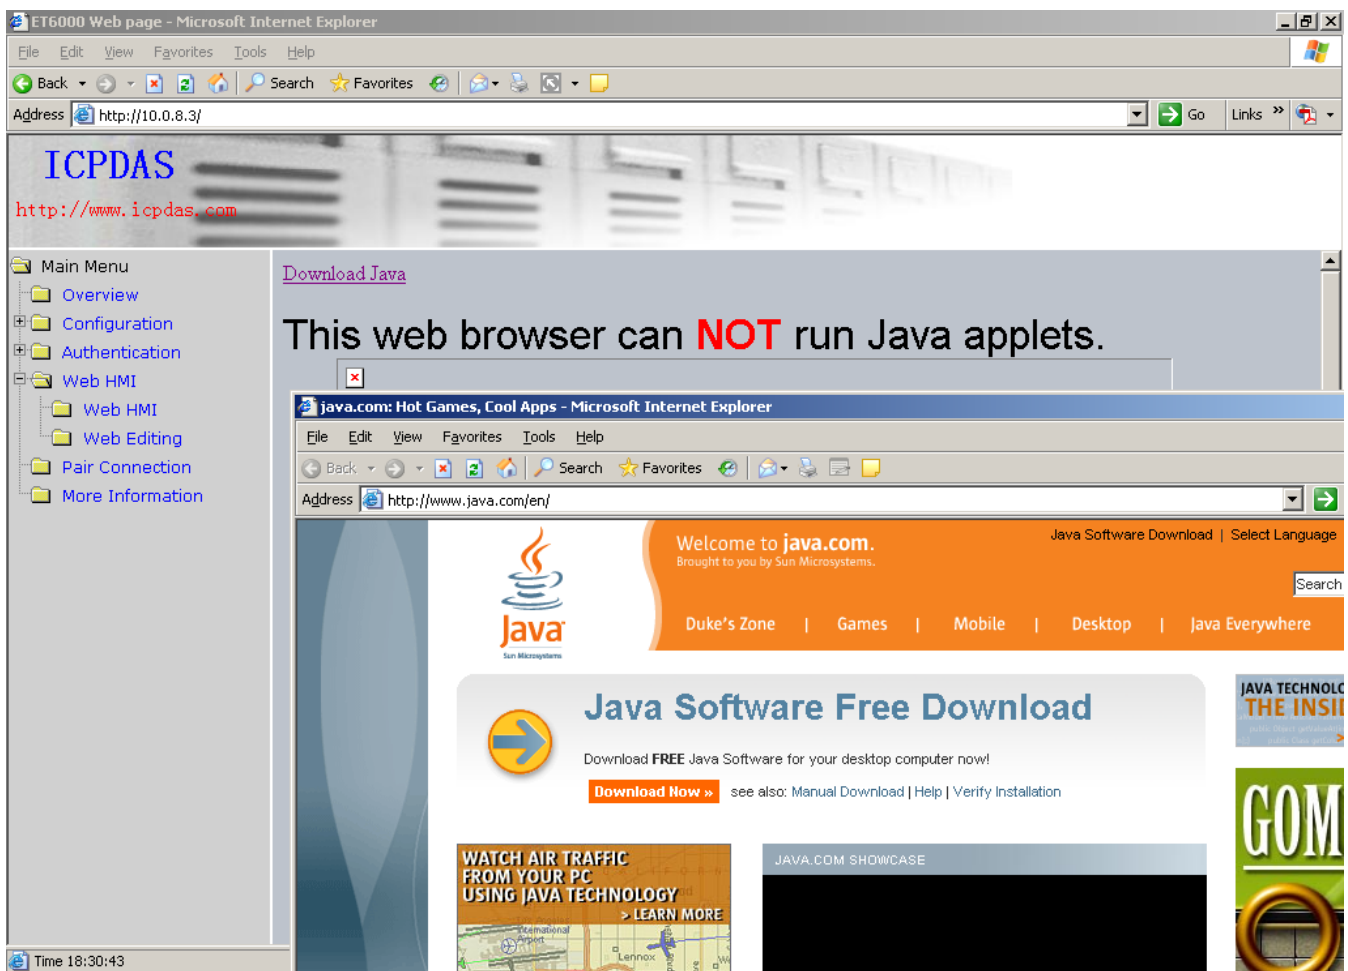 ET6000 Web page - Microsoft Internet Explorer
File Edit View Favorites Tools Help
Back Search Favorites
Address http://10.0.8.3/ Go Links »
ICPDAS
http://www.icpdas.com
Main Menu
Overview
Configuration
Authentication
Web HMI
Web HMI
Web Editing
Pair Connection
More Information
Download Java
This web browser can NOT run Java applets.
java.com: Hot Games, Cool Apps - Microsoft Internet Explorer
File Edit View Favorites Tools Help
Back Search Favorites
Address http://www.java.com/en/
Java Software Download | Select Language
Welcome to java.com.
Brought to you by Sun Microsystems.
Search
Java
Sun Microsystems
Duke's Zone | Games | Mobile | Desktop | Java Everywhere
Java Software Free Download
Download FREE Java Software for your desktop computer now!
Download Now » see also: Manual Download | Help | Verify Installation
JAVA TECHNOLO
THE INSI
GOM
WATCH AIR TRAFFIC
FROM YOUR PC
USING JAVA TECHNOLOGY
> LEARN MORE
International
Airport
Lennox
JAVA.COM SHOWCASE
Time 18:30:43